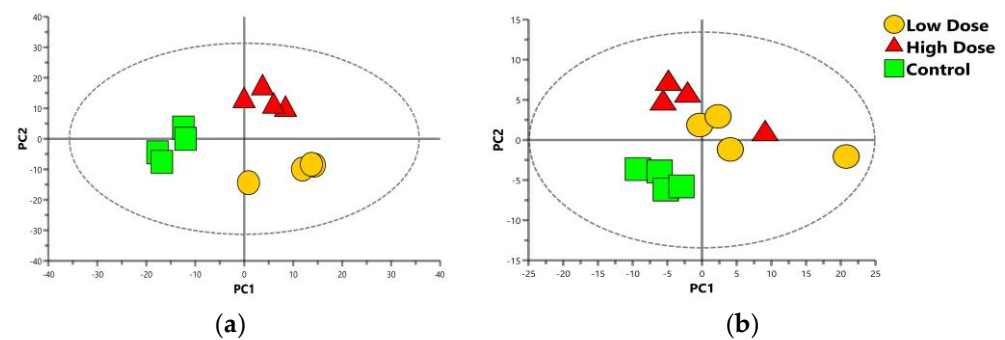 40
30
20
10
0
-10
-20
-30
-40
PC2
-40 -30 -20 -10 0 10 20 30 40
PC1
(a)
15
10
5
0
-5
-10
-15
PC2
-25 -20 -15 -10 -5 0 5 10 15 20 25
PC1
(b)
Low Dose
High Dose
Control